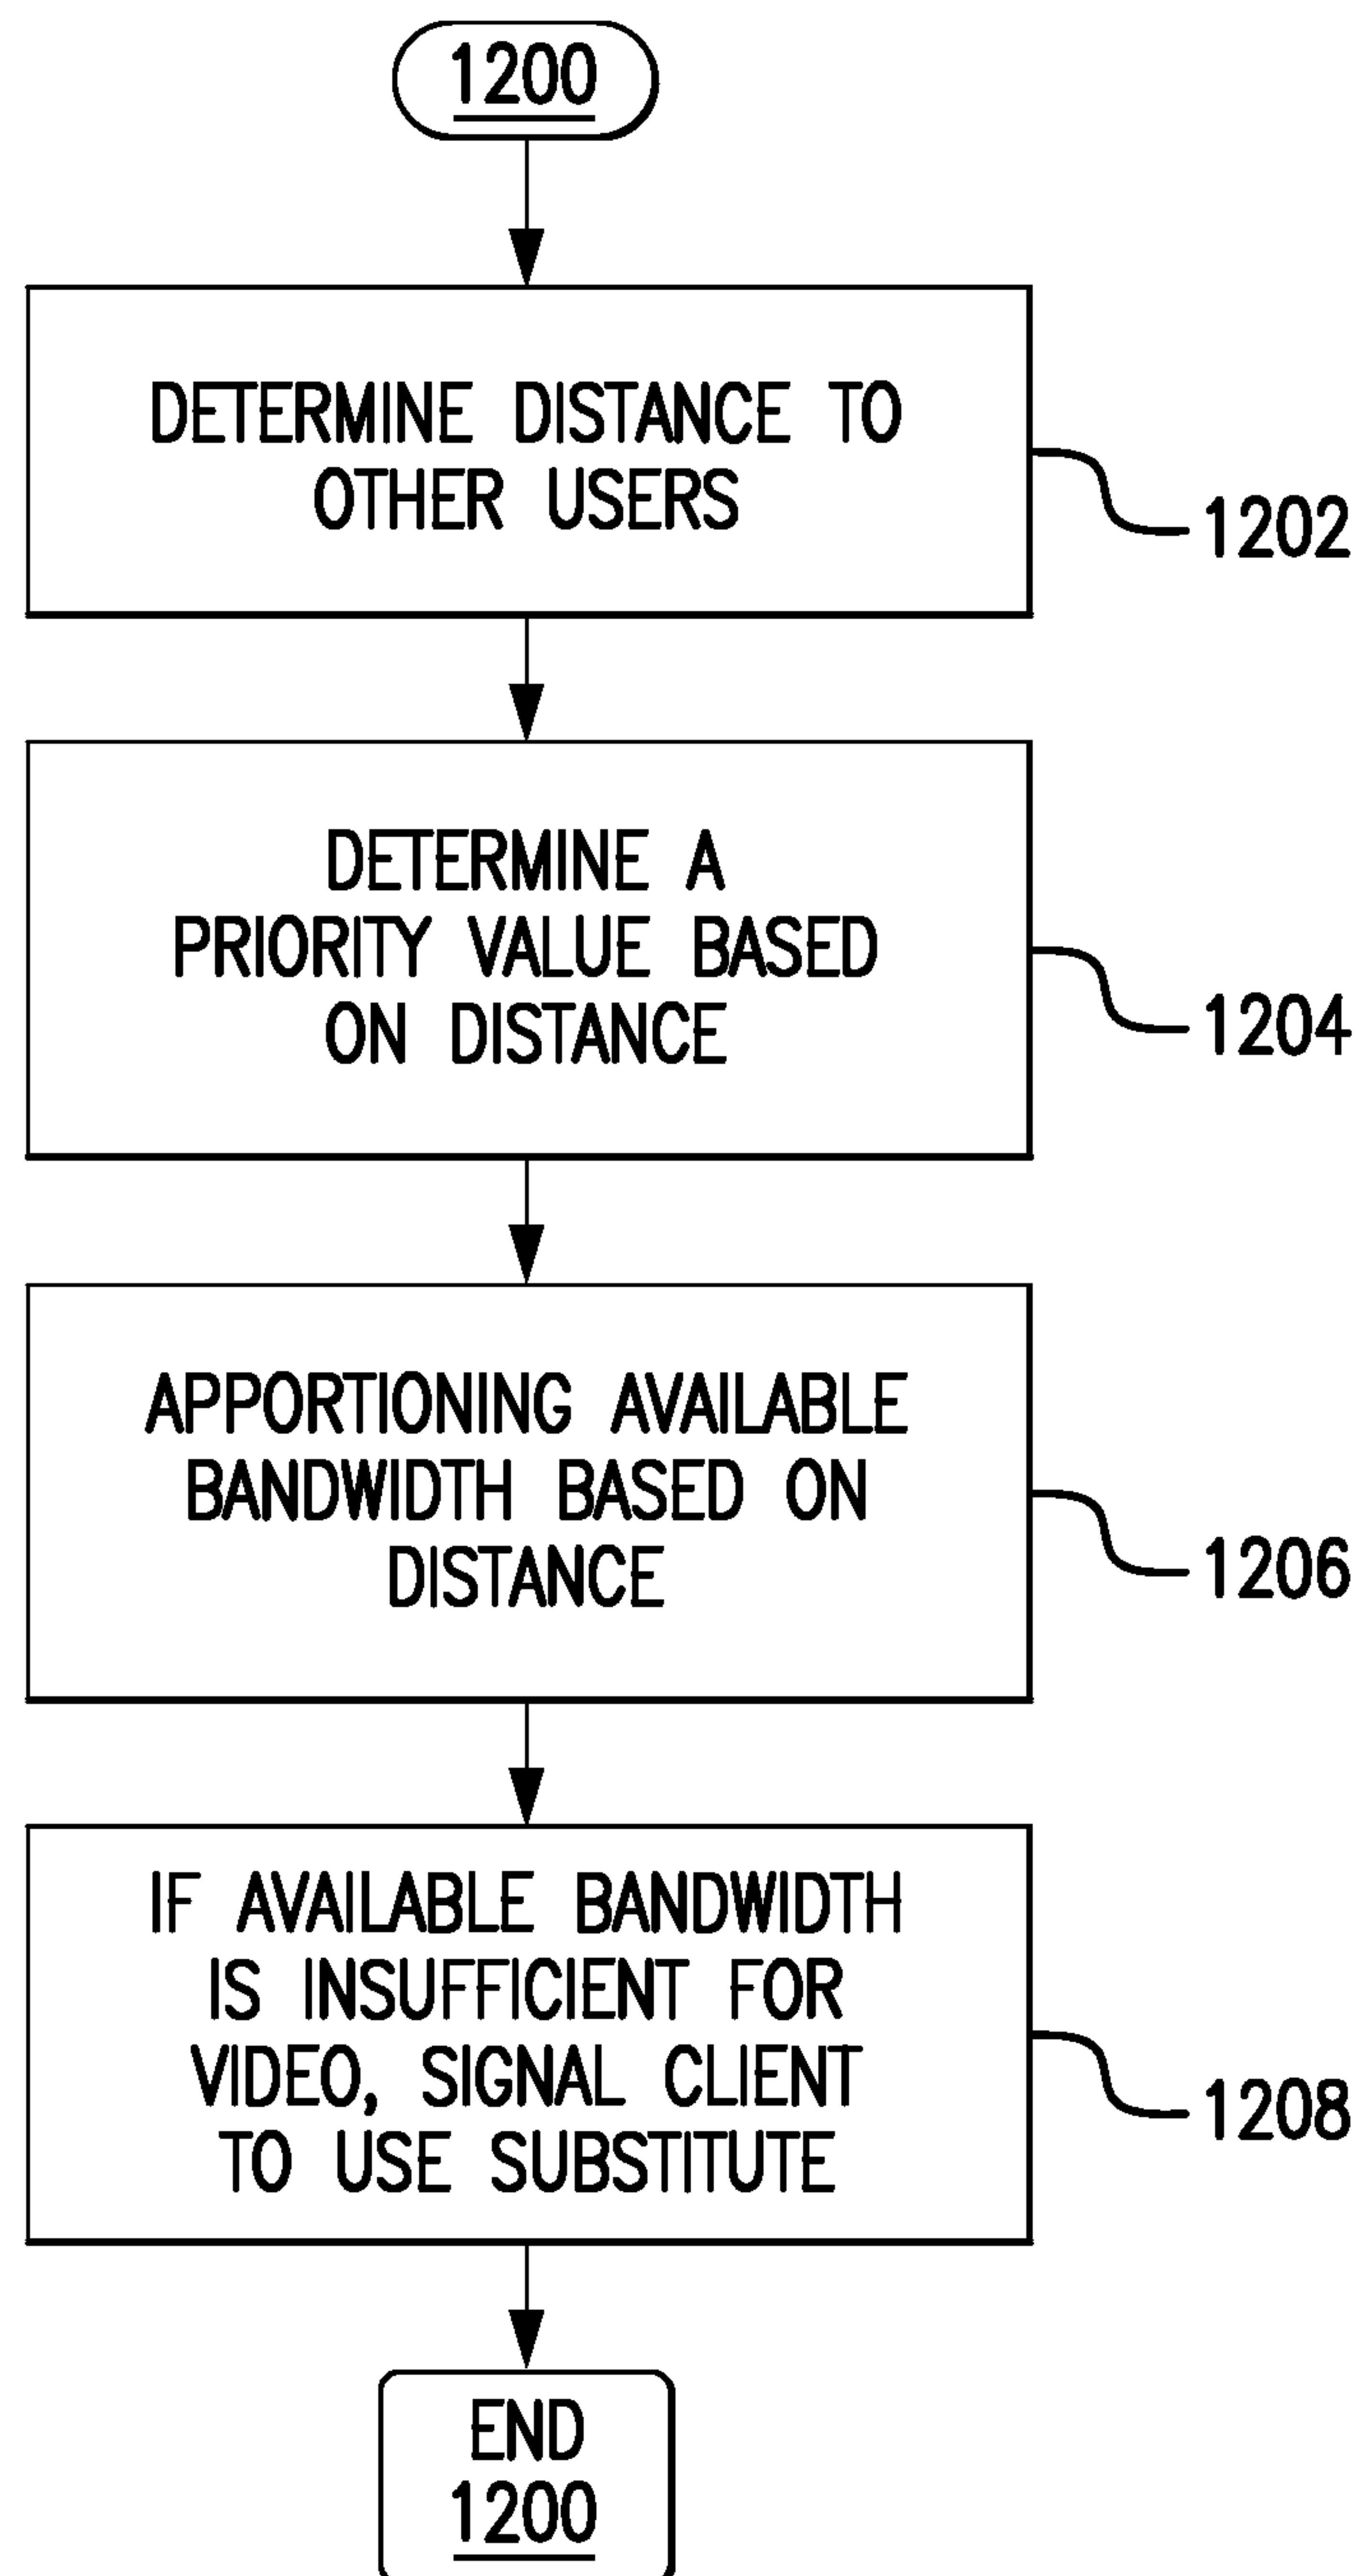 1200
DETERMINE DISTANCE TO
OTHER USERS
1202
DETERMINE A
PRIORITY VALUE BASED
ON DISTANCE
1204
APPORTIONING AVAILABLE
BANDWIDTH BASED ON
DISTANCE
1206
IF AVAILABLE BANDWIDTH
IS INSUFFICIENT FOR
VIDEO, SIGNAL CLIENT
TO USE SUBSTITUTE
1208
END
1200